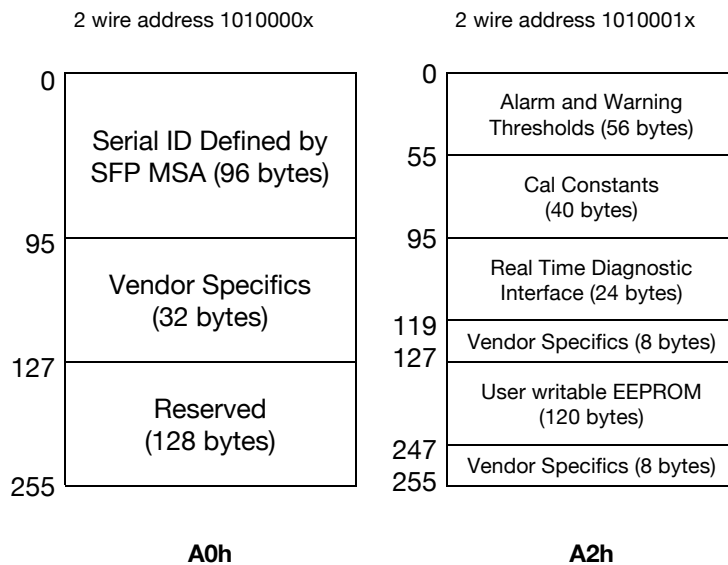 2 wire address 1010000x
0
Serial ID Defined by
SFP MSA (96 bytes)
95
Vendor Specifics
(32 bytes)
127
Reserved
(128 bytes)
255
A0h
2 wire address 1010001x
0
Alarm and Warning
Thresholds (56 bytes)
55
Cal Constants
(40 bytes)
95
Real Time Diagnostic
Interface (24 bytes)
119
Vendor Specifics (8 bytes)
127
User writable EEPROM
(120 bytes)
247
Vendor Specifics (8 bytes)
255
A2h